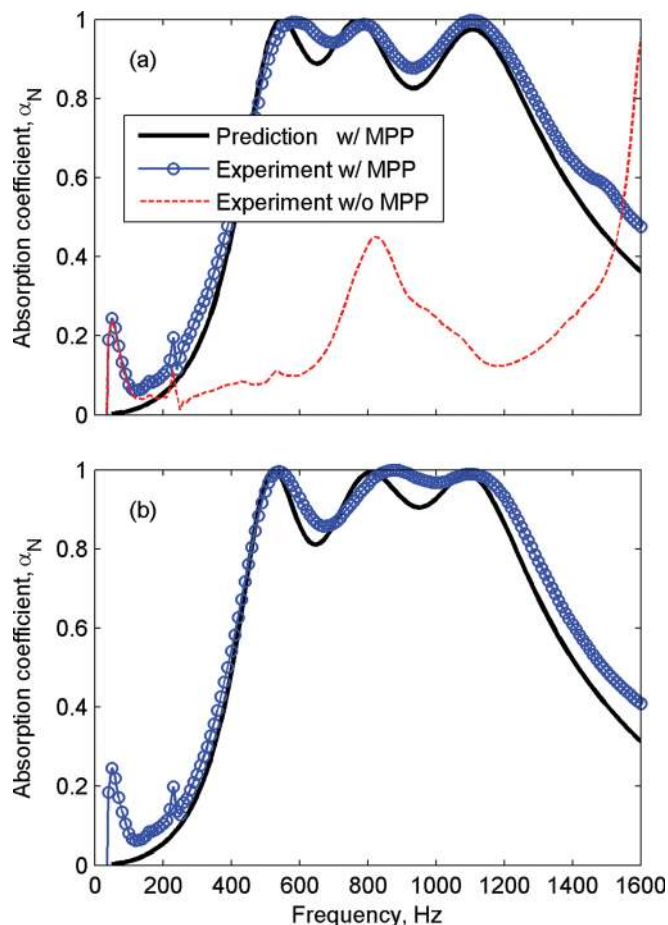 1
(a)
0.8
Prediction w/ MPP
Experiment w/ MPP
Experiment w/o MPP
0.6
0.4
0.2
0
Absorption coefficient, α_N
1
(b)
0.8
0.6
0.4
0.2
0
Absorption coefficient, α_N
0 200 400 600 800 1000 1200 1400 1600
Frequency, Hz